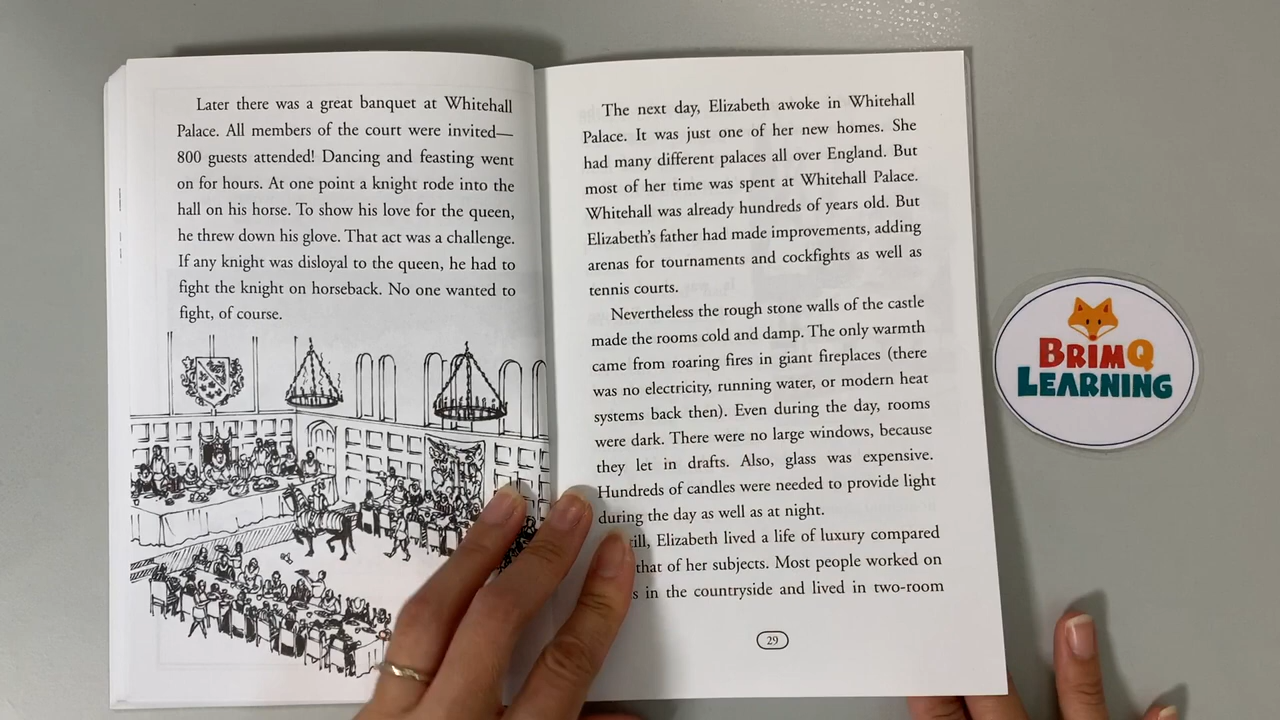 Later there was a great banquet at Whitehall
Palace. All members of the court were invited—
800 guests attended! Dancing and feasting went
on for hours. At one point a knight rode into the
hall on his horse. To show his love for the queen,
he threw down his glove. That act was a challenge.
If any knight was disloyal to the queen, he had to
fight the knight on horseback. No one wanted to
fight, of course.
The next day, Elizabeth awoke in Whitehall
Palace. It was just one of her new homes. She
had many different palaces all over England. But
most of her time was spent at Whitehall Palace.
Whitehall was already hundreds of years old. But
Elizabeth's father had made improvements, adding
arenas for tournaments and cockfights as well as
tennis courts.
Nevertheless the rough stone walls of the castle
made the rooms cold and damp. The only warmth
came from roaring fires in giant fireplaces (there
was no electricity, running water, or modern heat
systems back then). Even during the day, rooms
were dark. There were no large windows, because
they let in drafts. Also, glass was expensive.
Hundreds of candles were needed to provide light
during the day as well as at night.
Elizabeth lived a life of luxury compared
that of her subjects. Most people worked on
in the countryside and lived in two-room
29
BRIMQ
LEARNING